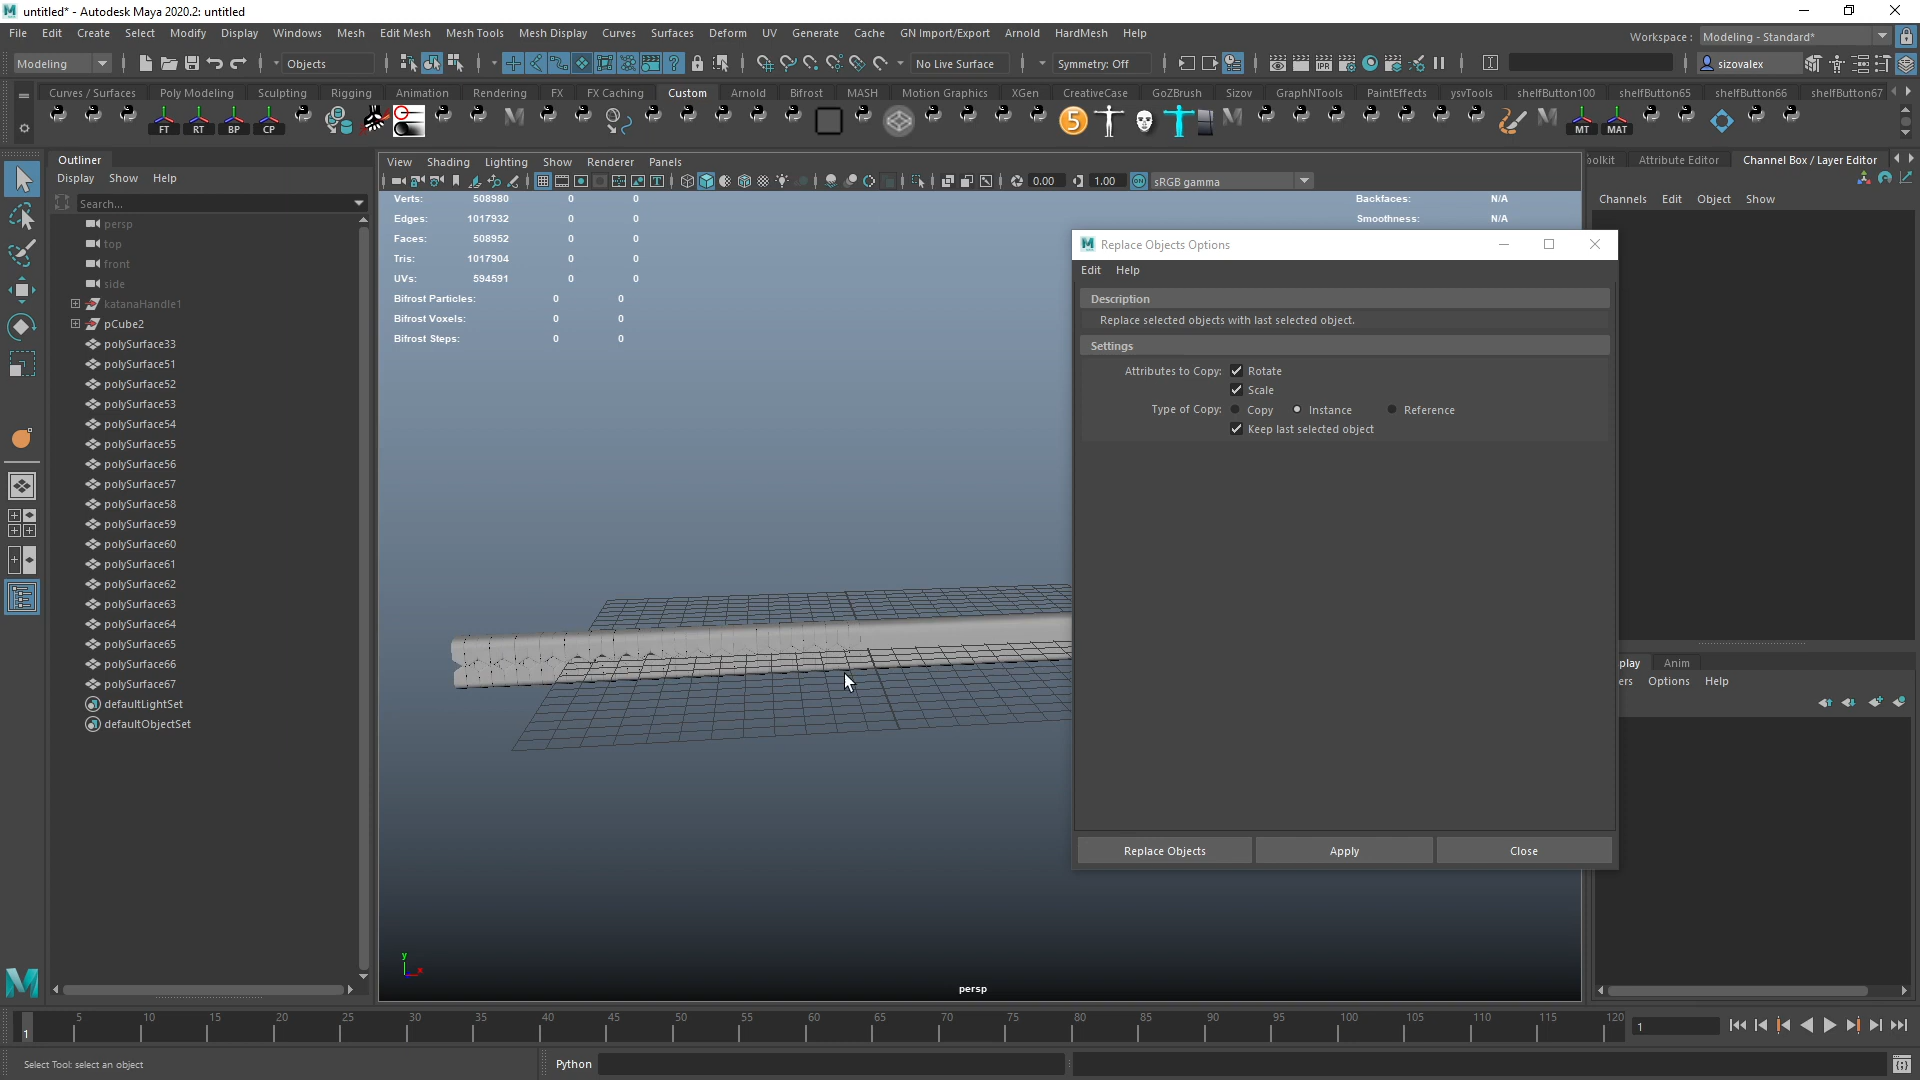 untitled* - Autodesk Maya 2020.2: untitled
File Edit Create Select Modify Display Windows Mesh Edit Mesh Mesh Tools Mesh Display Curves Surfaces Deform UV Generate Cache GN Import/Export Arnold HardMesh Help
Workspace : Modeling - Standard*
Modeling Objects No Live Surface Symmetry: Off IPR sizovalex
Curves / Surfaces Poly Modeling Sculpting Rigging Animation Rendering FX FX Caching Custom Arnold Bifrost MASH Motion Graphics XGen CreativeCase GoZBrush Sizov GraphNTools PaintEffects ysvTools shelfButton100 shelfButton65 shelfButton66 shelfButton67
FT RT BP CP 5 MT MAT
Outliner
Display Show Help
Search...
persp
top
front
side
katanaHandle1
pCube2
polySurface33
polySurface51
polySurface52
polySurface53
polySurface54
polySurface55
polySurface56
polySurface57
polySurface58
polySurface59
polySurface60
polySurface61
polySurface62
polySurface63
polySurface64
polySurface65
polySurface66
polySurface67
defaultLightSet
defaultObjectSet
View Shading Lighting Show Renderer Panels
0.00 1.00 ON sRGB gamma
Verts: 508980 0 0
Edges: 1017932 0 0
Faces: 508952 0 0
Tris: 1017904 0 0
UVs: 594591 0 0
Bifrost Particles: 0 0
Bifrost Voxels: 0 0
Bifrost Steps: 0 0
Backfaces: N/A
Smoothness: N/A
y
x
persp
Replace Objects Options
Edit Help
Description
Replace selected objects with last selected object.
Settings
Attributes to Copy: Rotate
Scale
Type of Copy: Copy Instance Reference
Keep last selected object
Replace Objects Apply Close
oolkit Attribute Editor Channel Box / Layer Editor
Channels Edit Object Show
play Anim
ers Options Help
5 10 15 20 25 30 35 40 45 50 55 60 65 70 75 80 85 90 95 100 105 110 115 120
1
1
Select Tool: select an object
Python